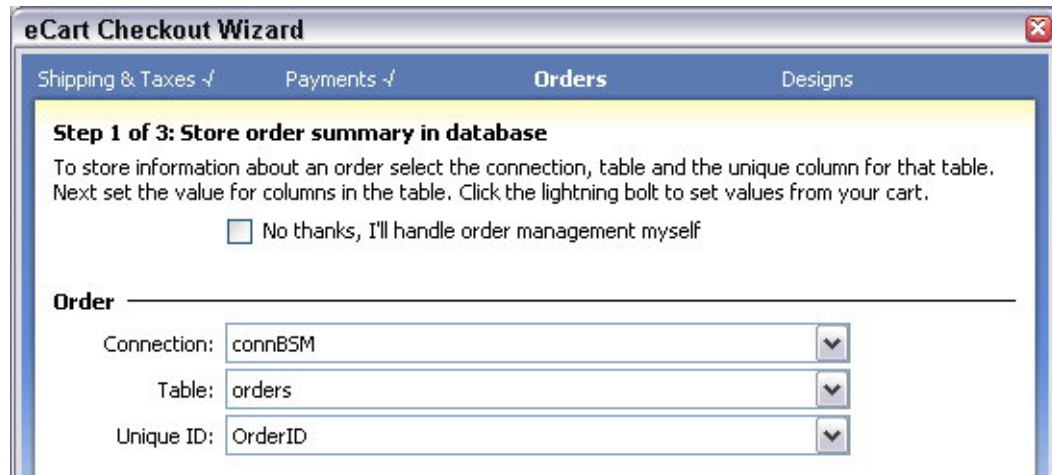 eCart Checkout Wizard
Shipping & Taxes √ Payments √ Orders Designs
Step 1 of 3: Store order summary in database
To store information about an order select the connection, table and the unique column for that table.
Next set the value for columns in the table. Click the lightning bolt to set values from your cart.
No thanks, I'll handle order management myself
Order
Connection: connBSM
Table: orders
Unique ID: OrderID